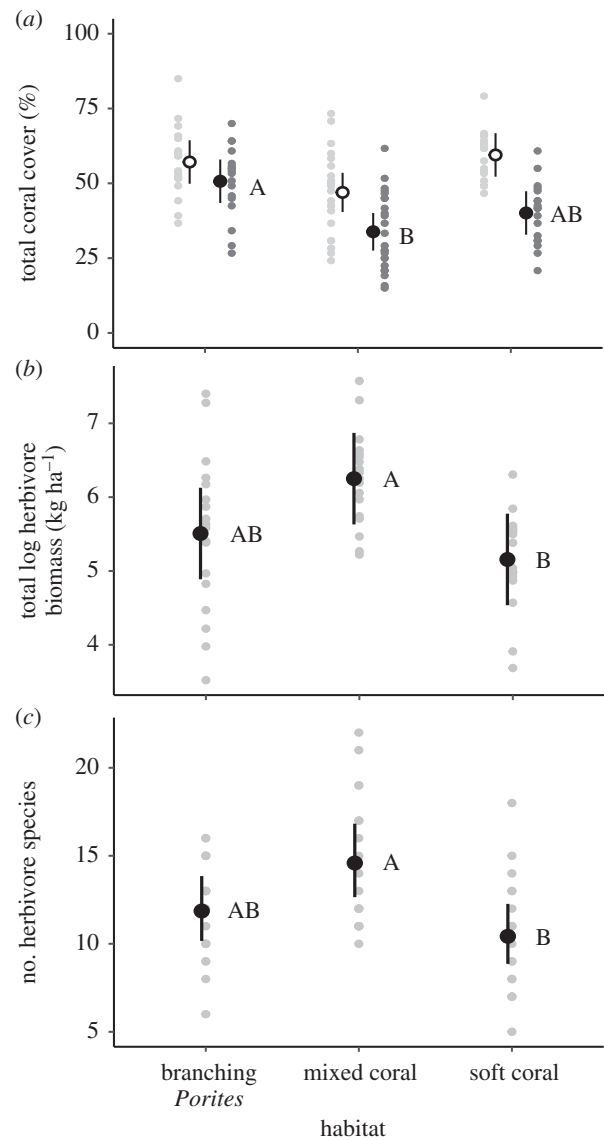 (a)
100
75
50
25
0
total coral cover (%)
A
B
AB
(b)
7
6
5
4
total log herbivore
biomass (kg ha⁻¹)
AB
A
B
(c)
20
15
10
5
no. herbivore species
AB
A
B
branching
Porites
mixed coral
soft coral
habitat